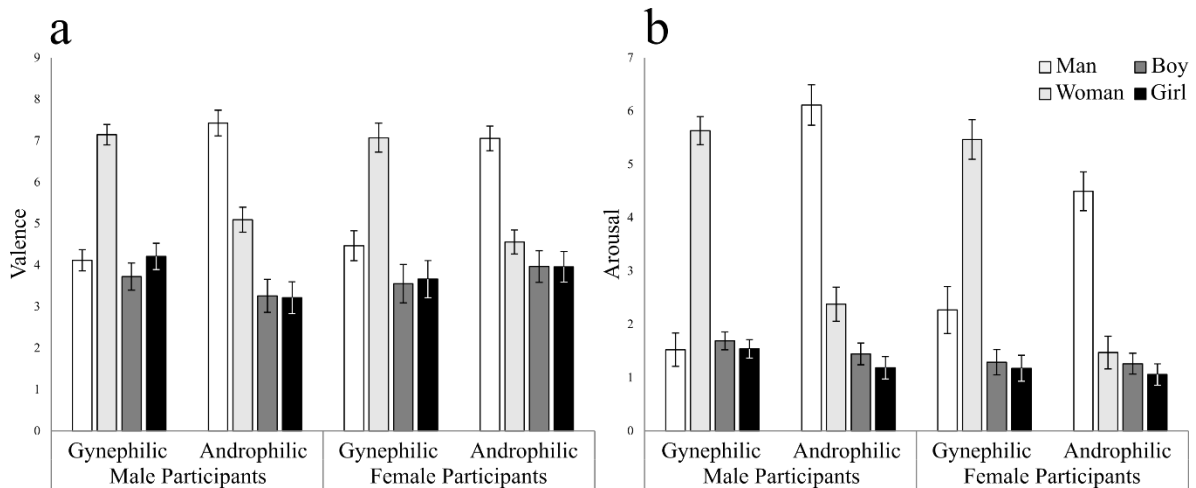 a
9
8
7
6
5
4
3
2
1
0
Valence
Gynephilic Androphilic Gynephilic Androphilic
Male Participants Female Participants
b
7
6
5
4
3
2
1
0
Arousal
Man Boy
Woman Girl
Gynephilic Androphilic Gynephilic Androphilic
Male Participants Female Participants